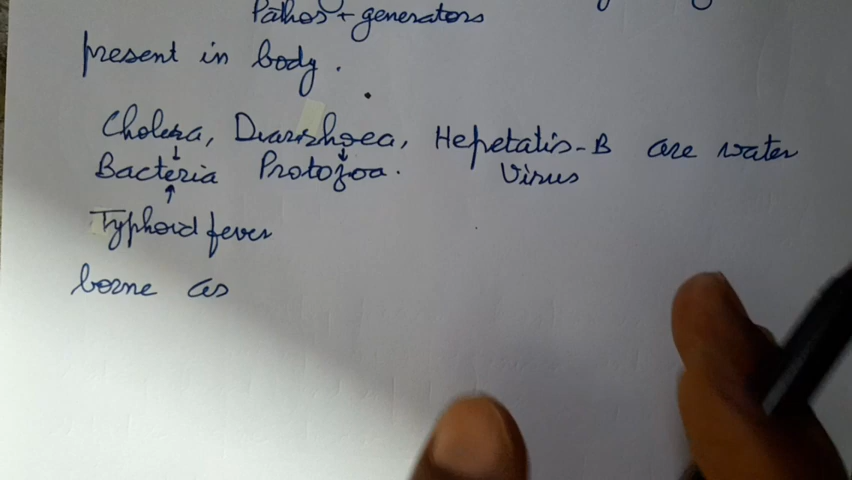 Pathos + generators
present in body.
Cholera, Diarrhoea, Hepetatis-B are water
Bacteria Protozoa. Virus
Typhoid fever
borne as